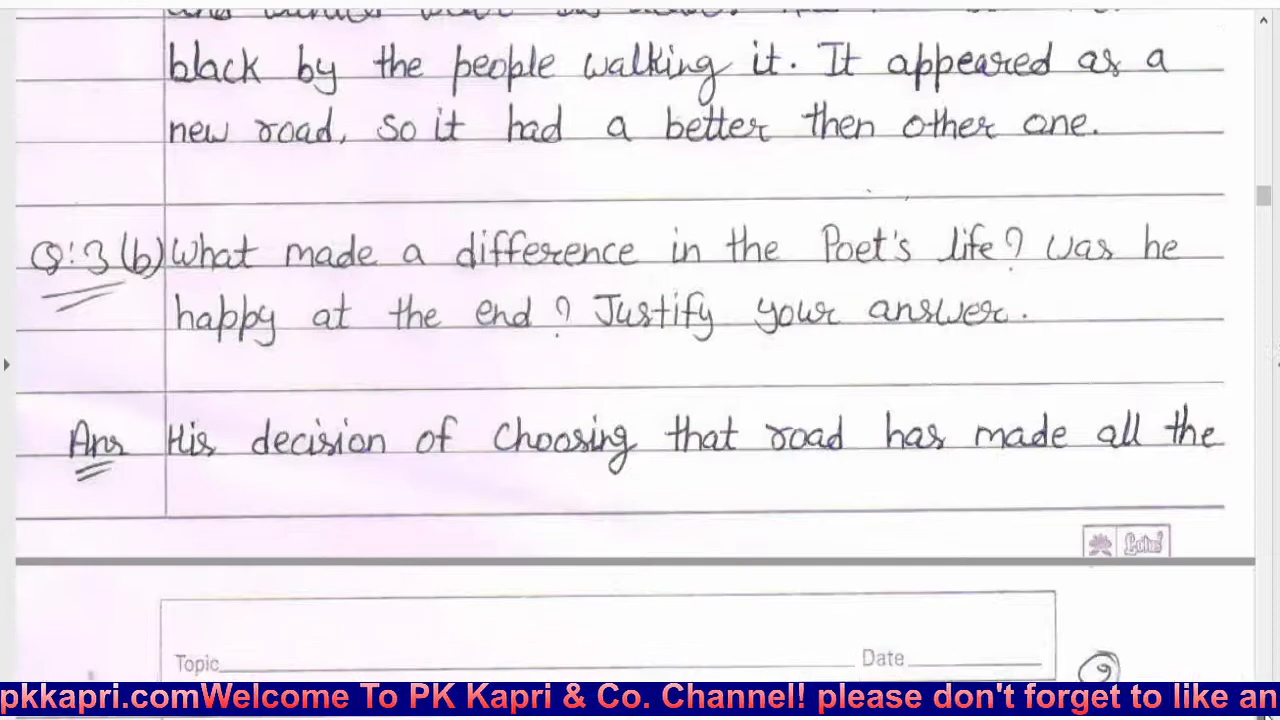 black by the people walking it. It appeared as a
new road, so it had a better then other one.
Q:3(b) What made a difference in the Poet's life? Was he
happy at the end? Justify your answer.
Ans His decision of choosing that road has made all the
Lotus
Topic Date
9
pkkapri.comWelcome To PK Kapri & Co. Channel! please don't forget to like an